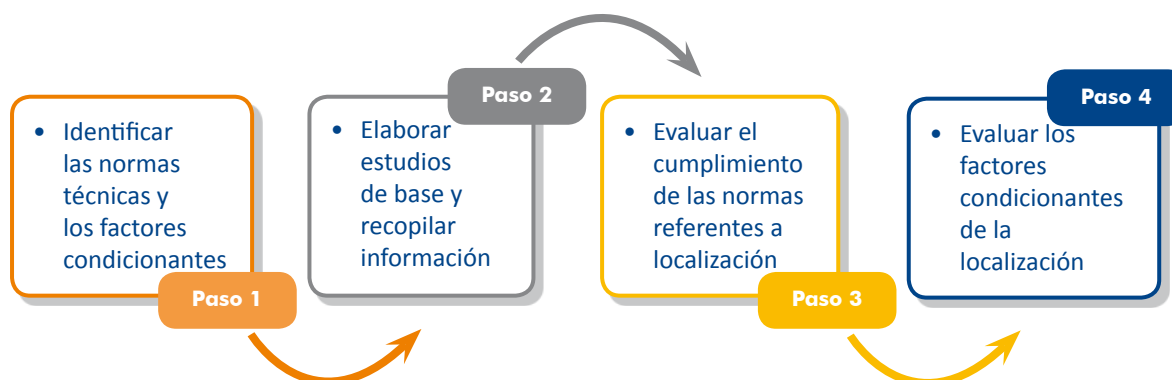 Paso 1
• Identificar
las normas
técnicas y
los factores
condicionantes
Paso 2
• Elaborar
estudios
de base y
recopilar
información
Paso 3
• Evaluar el
cumplimiento
de las normas
referentes a
localización
Paso 4
• Evaluar los
factores
condicionantes
de la
localización